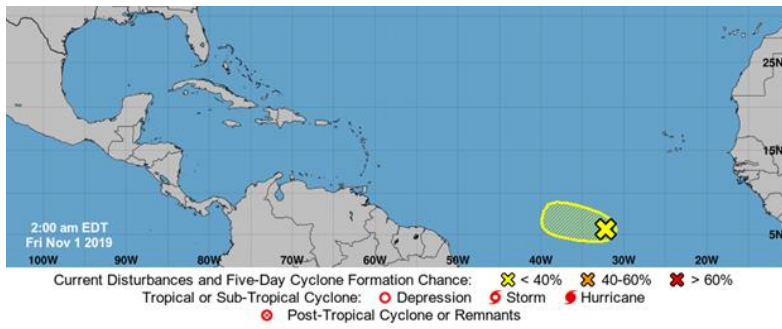 25N
15N
5N
2:00 am EDT
Fri Nov 1 2019
100W 90W 80W 70W 60W 50W 40W 30W 20W
Current Disturbances and Five-Day Cyclone Formation Chance: < 40% 40-60% > 60%
Tropical or Sub-Tropical Cyclone: Depression Storm Hurricane
Post-Tropical Cyclone or Remnants